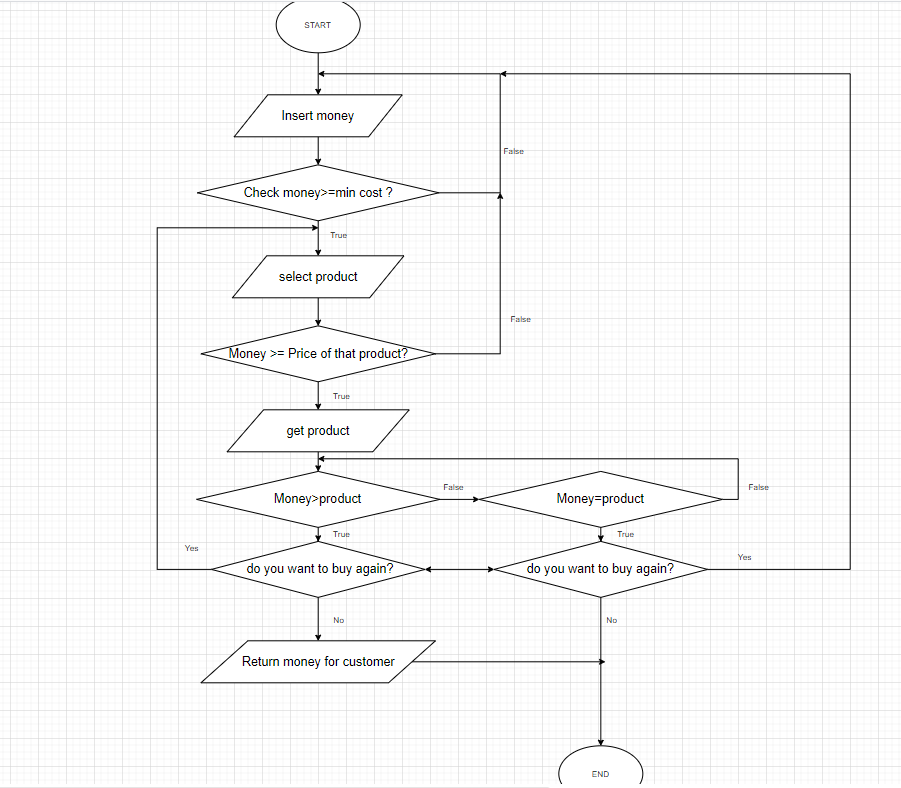 START
Insert money
False
Check money>=min cost ?
True
select product
False
Money >= Price of that product?
True
get product
Money>product
False
Money=product
False
True
True
Yes
do you want to buy again?
do you want to buy again?
Yes
No
No
Return money for customer
END